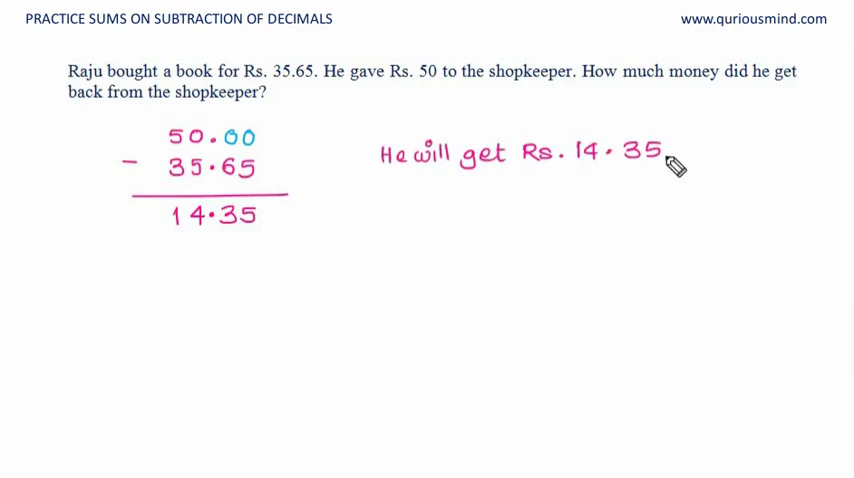 PRACTICE SUMS ON SUBTRACTION OF DECIMALS
www.quriousmind.com
Raju bought a book for Rs. 35.65. He gave Rs. 50 to the shopkeeper. How much money did he get
back from the shopkeeper?
50.00
- 35.65
14.35
He will get Rs. 14.35